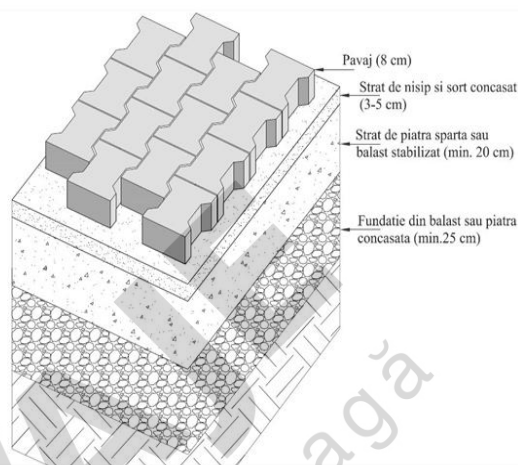 Pavaj (8 cm)
Strat de nisip si sort concasat
(3-5 cm)
Strat de piatra sparta sau
balast stabilizat (min. 20 cm)
Fundatie din balast sau piatra
concasata (min.25 cm)